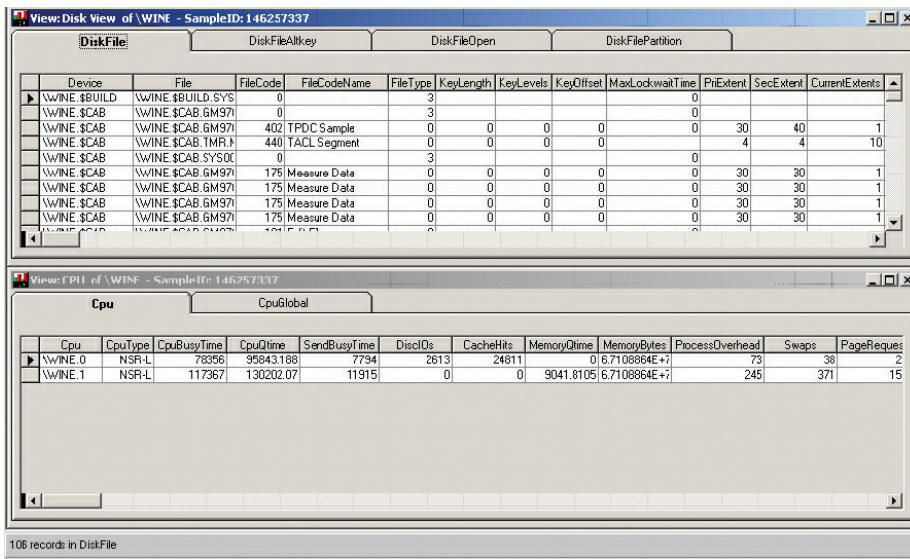 View: Disk View of \WINE - SampleID: 146257337
DiskFile DiskFileAltkey DiskFileOpen DiskFilePartition
Device File FileCode FileCodeName FileType KeyLength KeyLevels KeyOffset MaxLockwaitTime PriExtent SecExtent CurrentExtents
\WINE.$BUILD \WINE.$BUILD.SYS 0 3 0
\WINE.$CAB \WINE.$CAB.GM97( 0 3 0
\WINE.$CAB \WINE.$CAB.GM97( 402 TPDC Sample 0 0 0 0 0 30 40 1
\WINE.$CAB \WINE.$CAB.TMR.M 440 TACL Segment 0 0 0 0 4 4 10
\WINE.$CAB \WINE.$CAB.SYS0C 0 3 0
\WINE.$CAB \WINE.$CAB.GM97( 175 Measure Data 0 0 0 0 0 30 30 1
\WINE.$CAB \WINE.$CAB.GM97( 175 Measure Data 0 0 0 0 0 30 30 1
\WINE.$CAB \WINE.$CAB.GM97( 175 Measure Data 0 0 0 0 0 30 30 1
\WINE.$CAB \WINE.$CAB.GM97( 175 Measure Data 0 0 0 0 0 30 30 1
View: CPU of \WINE - SampleID: 146257337
Cpu CpuGlobal
Cpu CpuType CpuBusyTime CpuQtime SendBusyTime DiscIOs CacheHits MemoryQtime MemoryBytes ProcessOverhead Swaps PageReques
\WINE.0 NSR-L 78356 95843.188 7794 2613 24811 0 6.7108864E+7 73 38 2
\WINE.1 NSR-L 117367 130202.07 11915 0 0 9041.8105 6.7108864E+7 245 371 15
106 records in DiskFile